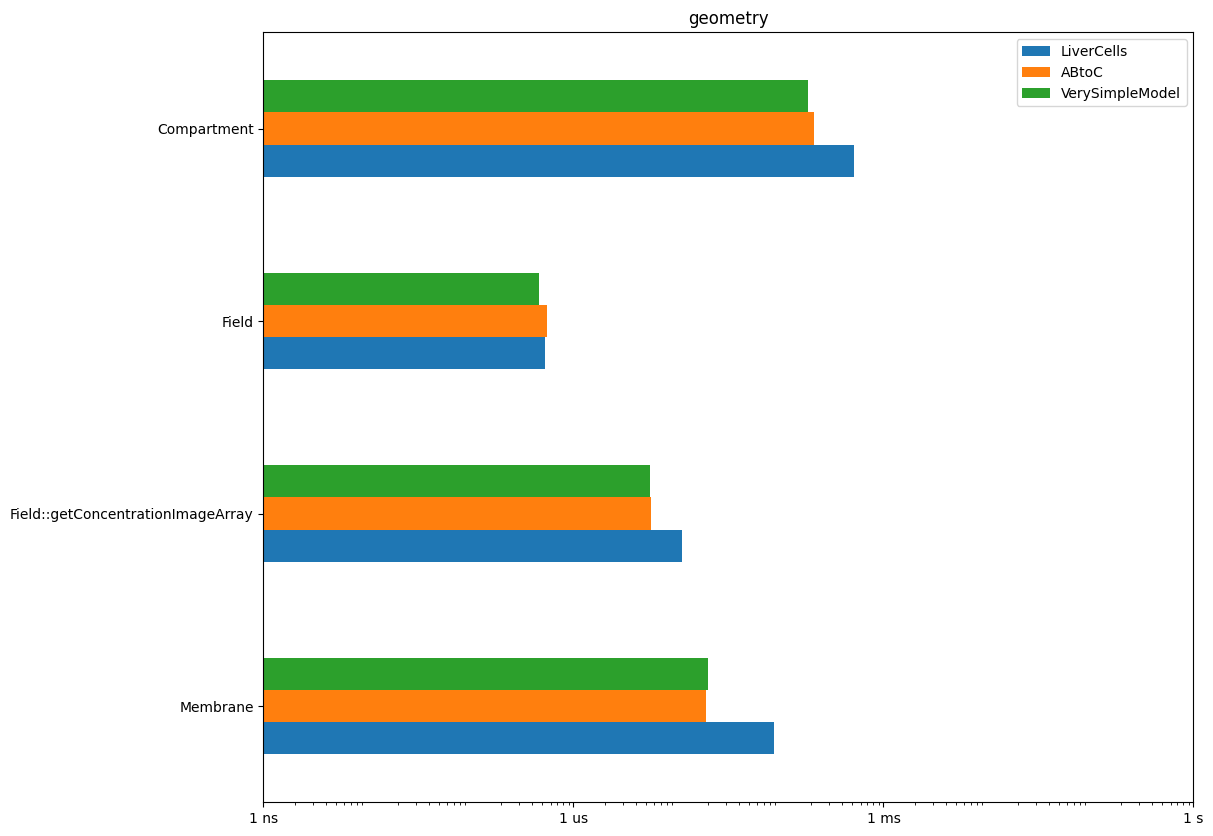 geometry
LiverCells
ABtoC
VerySimpleModel
Compartment
Field
Field::getConcentrationImageArray
Membrane
1 ns
1 us
1 ms
1 s